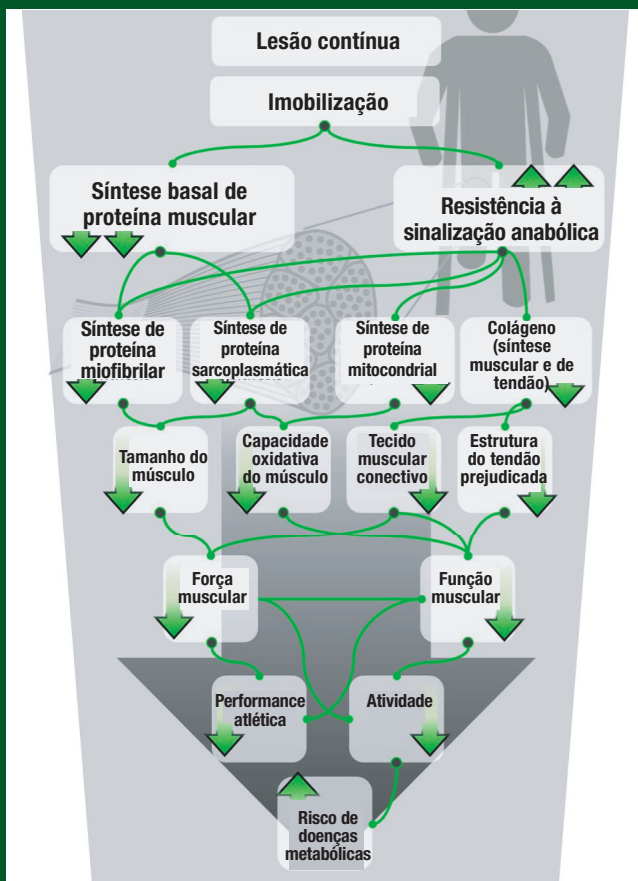 Lesão contínua
Imobilização
Síntese basal de
proteína muscular
Resistência à
sinalização anabólica
Síntese de
proteína
miofibrilar
Síntese de
proteína
sarcoplasmática
Síntese de
proteína
mitocondrial
Colágeno
(síntese
muscular e de
tendão)
Tamanho do
músculo
Capacidade
oxidativa
do músculo
Tecido
muscular
conectivo
Estrutura
do tendão
prejudicada
Força
muscular
Função
muscular
Performance
atlética
Atividade
Risco de
doenças
metabólicas